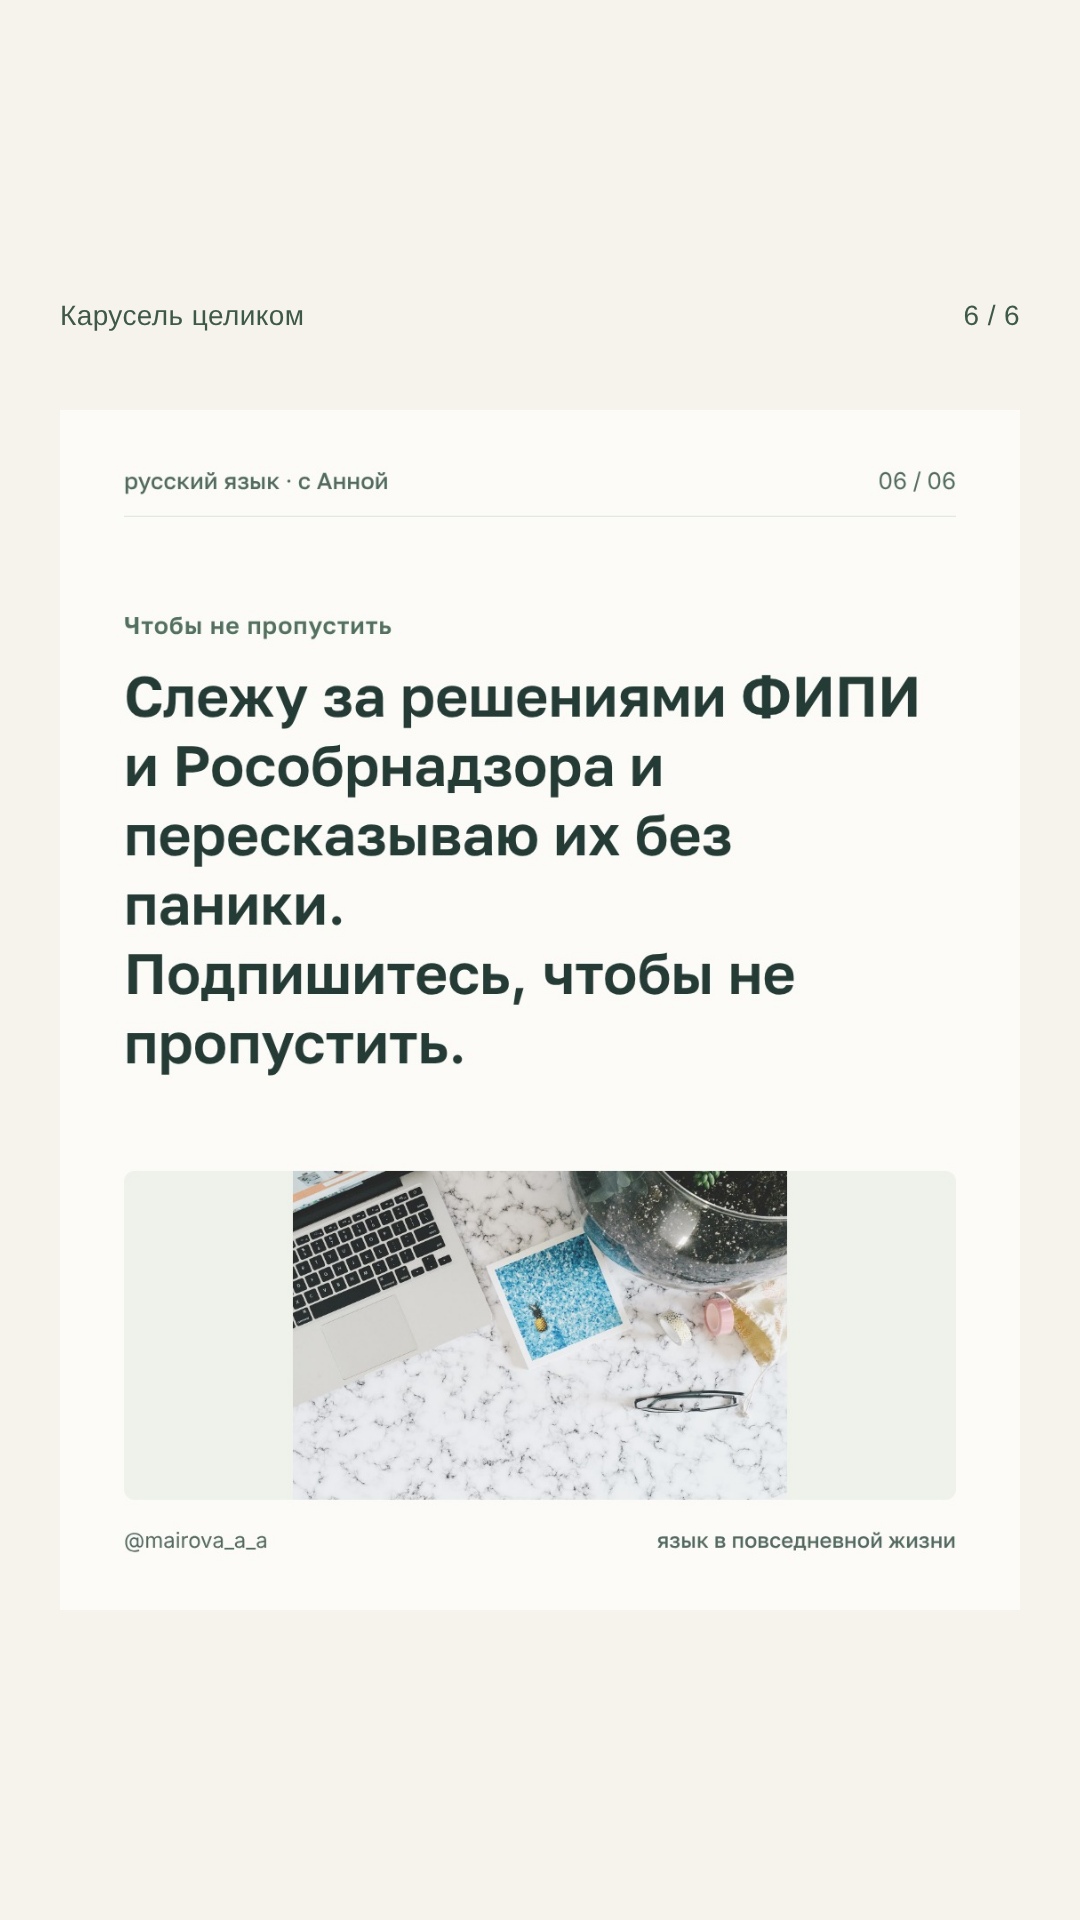 Карусель целиком
6 / 6
русский язык · с Анной
06 / 06
Чтобы не пропустить
Слежу за решениями ФИПИ
и Рособрнадзора и
пересказываю их без
паники.
Подпишитесь, чтобы не
пропустить.
@mairova_a_a
язык в повседневной жизни